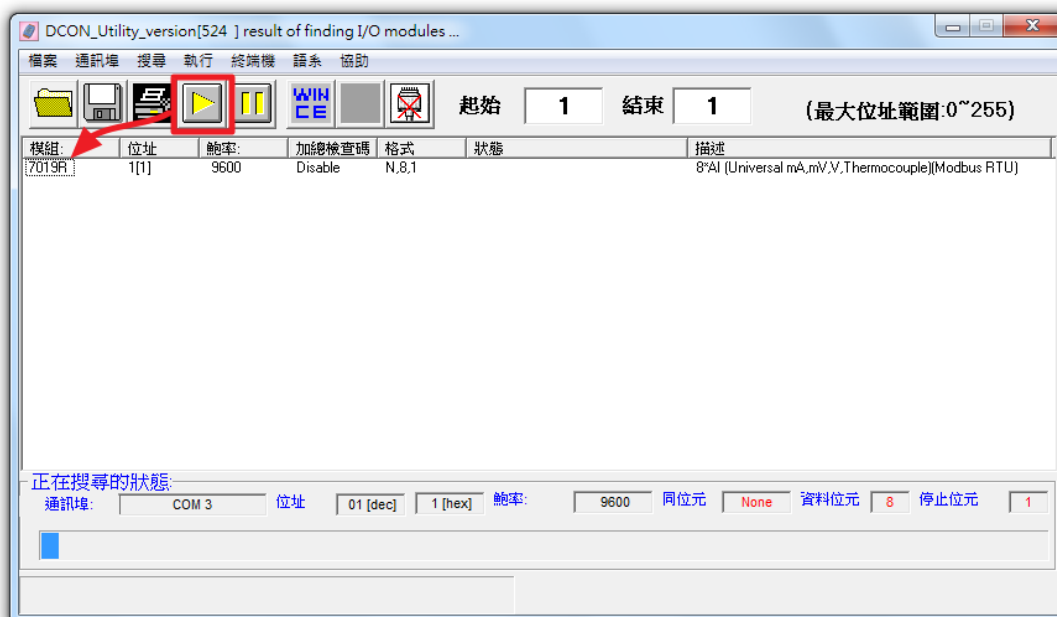 DCON_Utility_version[524 ] result of finding I/O modules ...
檔案 通訊埠 搜尋 執行 終端機 語系 協助
WIN CE 起始 1 結束 1 (最大位址範圍:0~255)
模組: 位址 鮑率: 加總檢查碼 格式 狀態 描述
7019R 1[1] 9600 Disable N,8,1 8*AI (Universal mA,mV,V,Thermocouple)(Modbus RTU)
正在搜尋的狀態:
通訊埠: COM 3 位址 01 [dec] 1 [hex] 鮑率: 9600 同位元 None 資料位元 8 停止位元 1